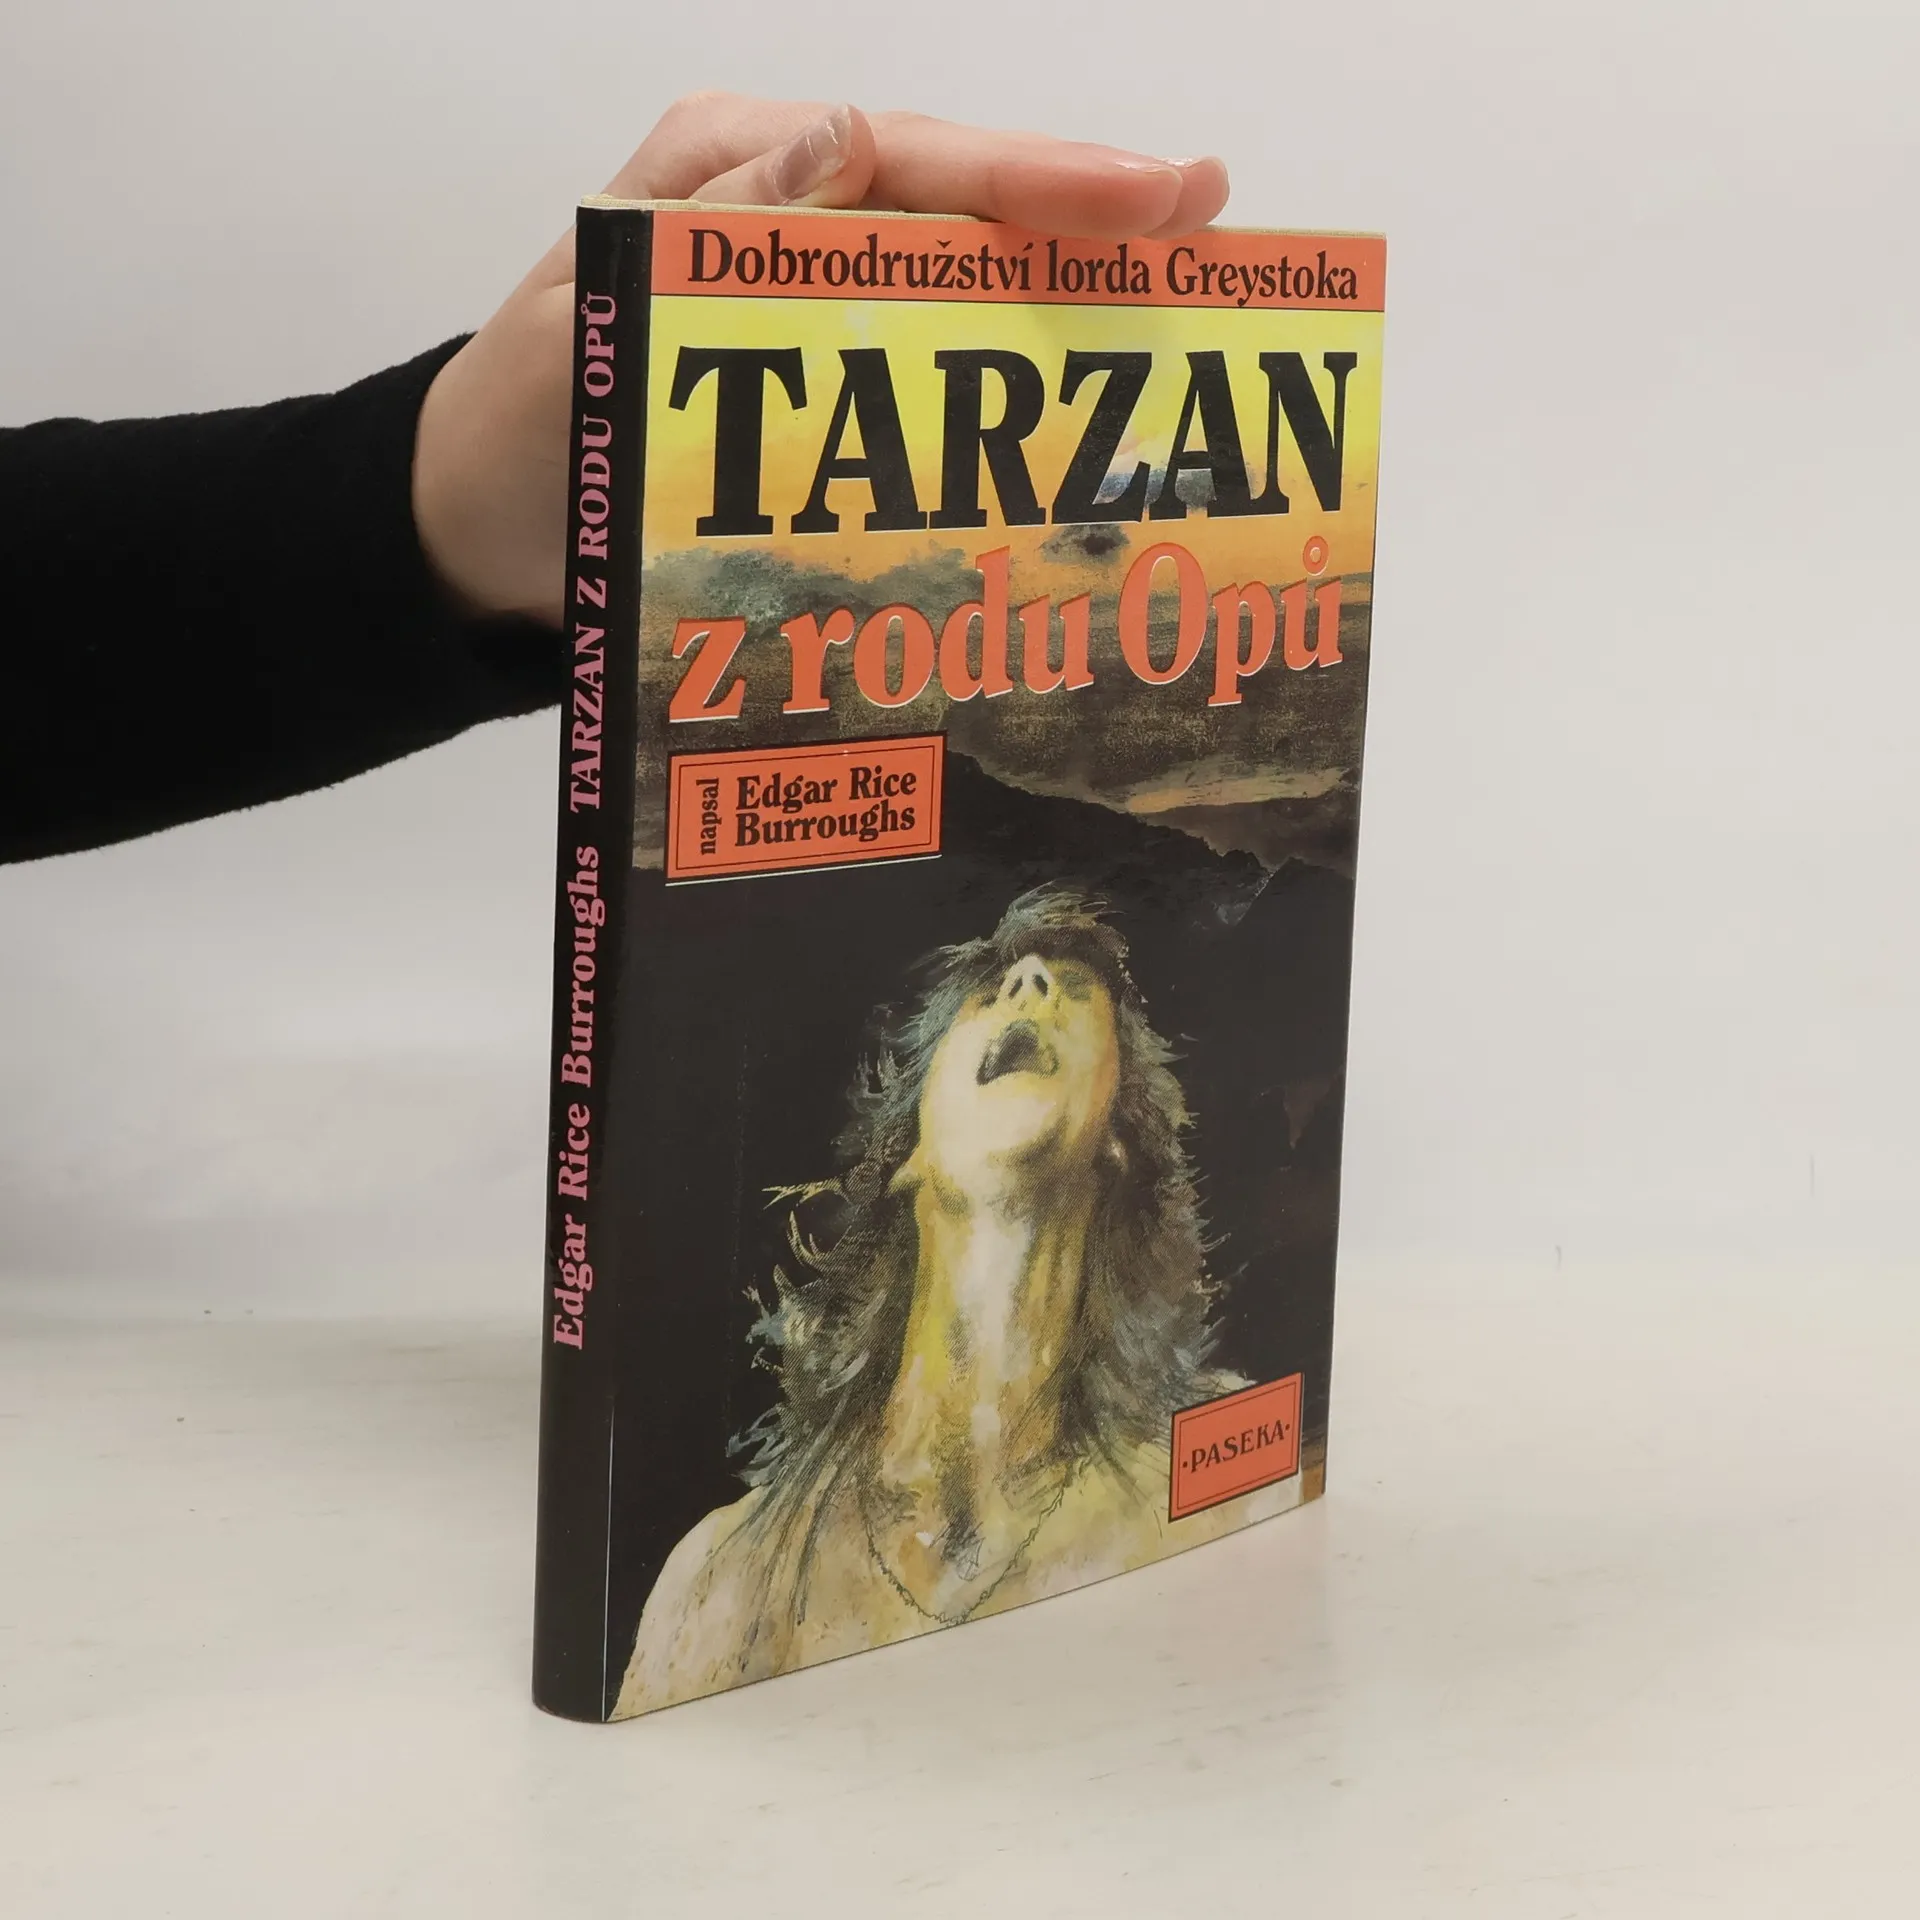 Dobrodružství lorda Greystoka
TARZAN
z rodu Opů
napsal
Edgar Rice
Burroughs
·PASEKA·
Edgar Rice Burroughs TARZAN Z RODU OPŮ